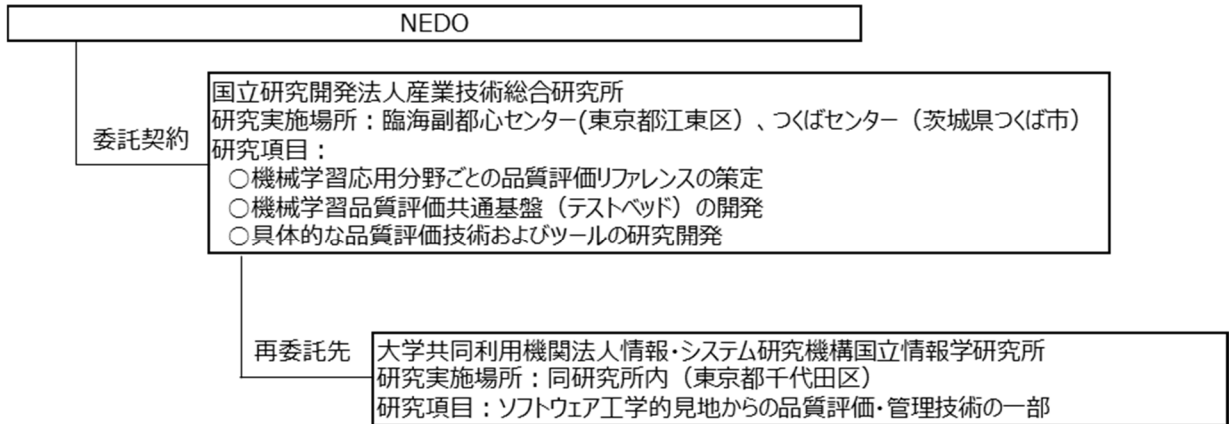 NEDO
委託契約
国立研究開発法人産業技術総合研究所
研究実施場所：臨海副都心センター(東京都江東区）、つくばセンター（茨城県つくば市）
研究項目：
○機械学習応用分野ごとの品質評価リファレンスの策定
○機械学習品質評価共通基盤（テストベッド）の開発
○具体的な品質評価技術およびツールの研究開発
再委託先
大学共同利用機関法人情報・システム研究機構国立情報学研究所
研究実施場所：同研究所内（東京都千代田区）
研究項目：ソフトウェア工学的見地からの品質評価・管理技術の一部